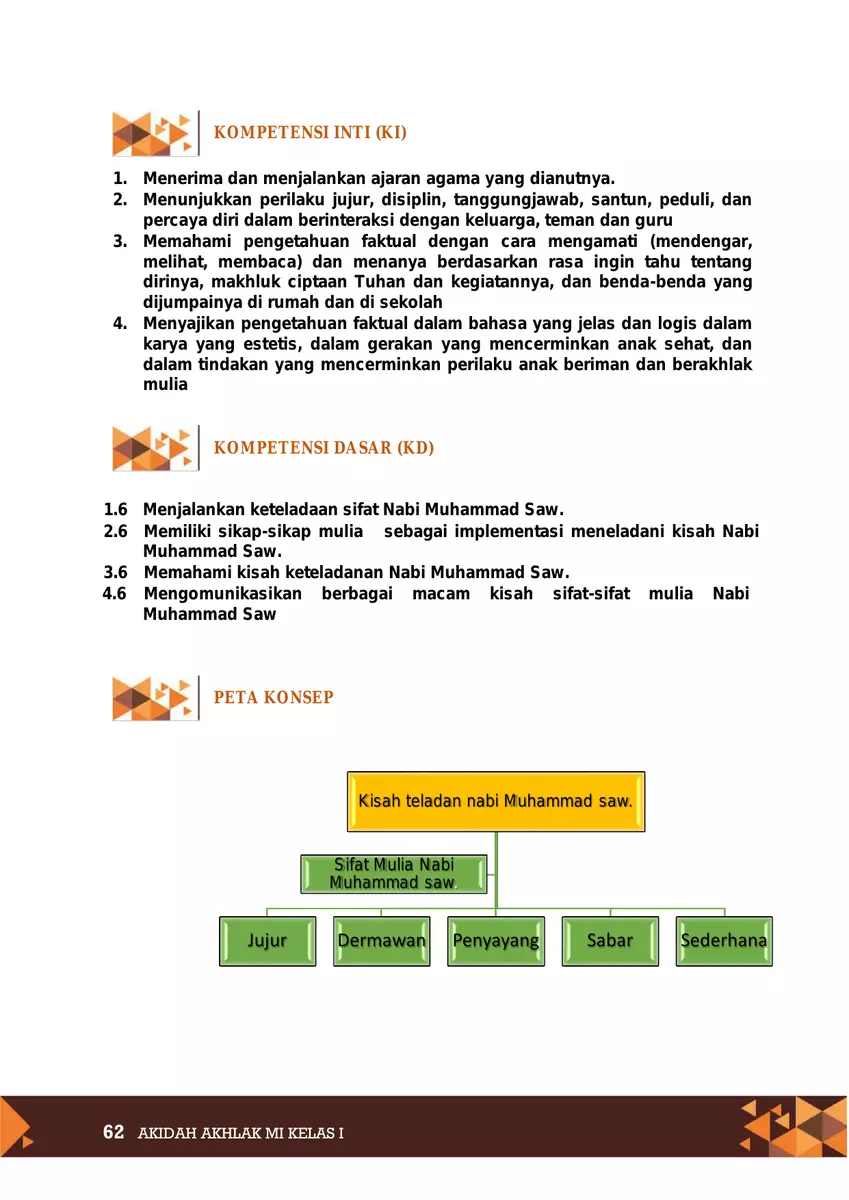 KOMPETENSI INTI (KI)
1. Menerima dan menjalankan ajaran agama yang dianutnya.
2. Menunjukkan perilaku jujur, disiplin, tanggungjawab, santun, peduli, dan
percaya diri dalam berinteraksi dengan keluarga, teman dan guru
3. Memahami pengetahuan faktual dengan cara mengamati (mendengar,
melihat, membaca) dan menanya berdasarkan rasa ingin tahu tentang
dirinya, makhluk ciptaan Tuhan dan kegiatannya, dan benda-benda yang
dijumpainya di rumah dan di sekolah
4. Menyajikan pengetahuan faktual dalam bahasa yang jelas dan logis dalam
karya yang estetis, dalam gerakan yang mencerminkan anak sehat, dan
dalam tindakan yang mencerminkan perilaku anak beriman dan berakhlak
mulia
KOMPETENSI DASAR (KD)
1.6 Menjalankan keteladaan sifat Nabi Muhammad Saw.
2.6 Memiliki sikap-sikap mulia sebagai implementasi meneladani kisah Nabi
Muhammad Saw.
3.6 Memahami kisah keteladanan Nabi Muhammad Saw.
4.6 Mengomunikasikan berbagai macam kisah sifat-sifat mulia Nabi
Muhammad Saw
PETA KONSEP
Kisah teladan nabi Muhammad saw.
Sifat Mulia Nabi
Muhammad saw.
Jujur
Dermawan
Penyayang
Sabar
Sederhana
62 AKIDAH AKHLAK MI KELAS I